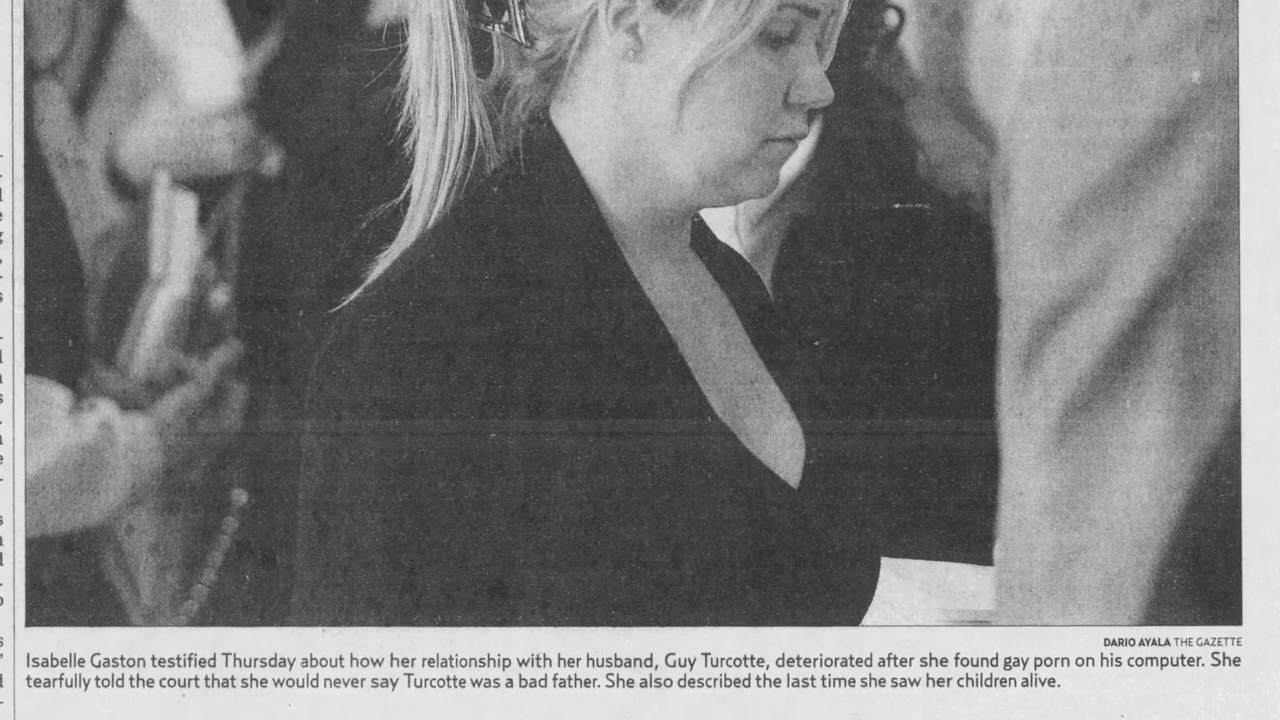 DARIO AYALA THE GAZETTE
Isabelle Gaston testified Thursday about how her relationship with her husband, Guy Turcotte, deteriorated after she found gay porn on his computer. She
tearfully told the court that she would never say Turcotte was a bad father. She also described the last time she saw her children alive.